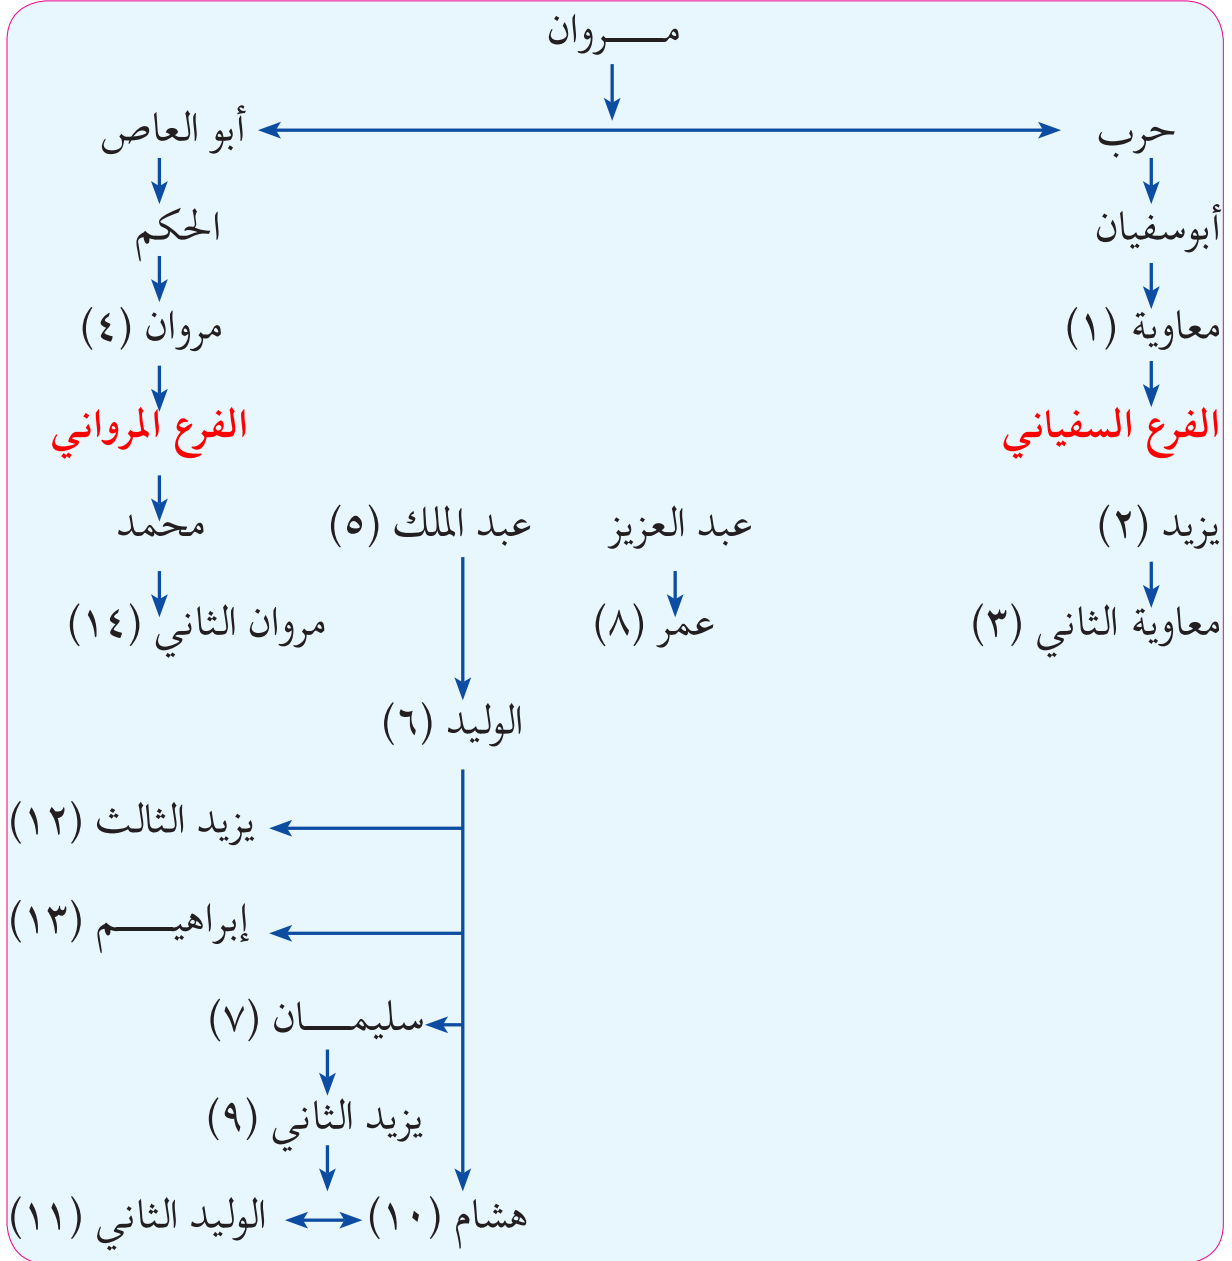 مـــروان
حرب
أبو العاص
أبوسفيان
الحكم
معاوية (١)
مروان (٤)
الفرع السفياني
الفرع المرواني
يزيد (٢)
عبد العزيز
عبد الملك (٥)
محمد
معاوية الثاني (٣)
عمر (٨)
مروان الثاني (١٤)
الوليد (٦)
يزيد الثالث (١٢)
إبراهيـــم (١٣)
سليمـــان (٧)
يزيد الثاني (٩)
هشام (١٠)
الوليد الثاني (١١)